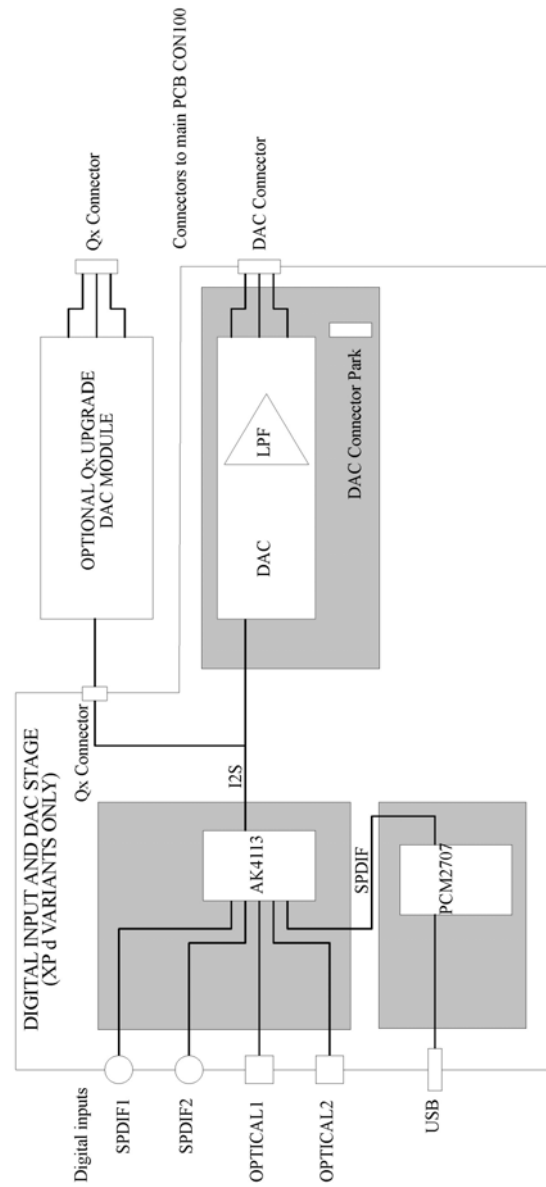 DIGITAL INPUT AND DAC STAGE
(XP d VARIANTS ONLY)
Digital inputs
SPDIF1
SPDIF2
OPTICAL1
OPTICAL2
USB
AK4113
SPDIF
PCM2707
I2S
Qx Connector
OPTIONAL Qx UPGRADE
DAC MODULE
Qx Connector
DAC
LPF
DAC Connector Park
Connectors to main PCB CON100
DAC Connector